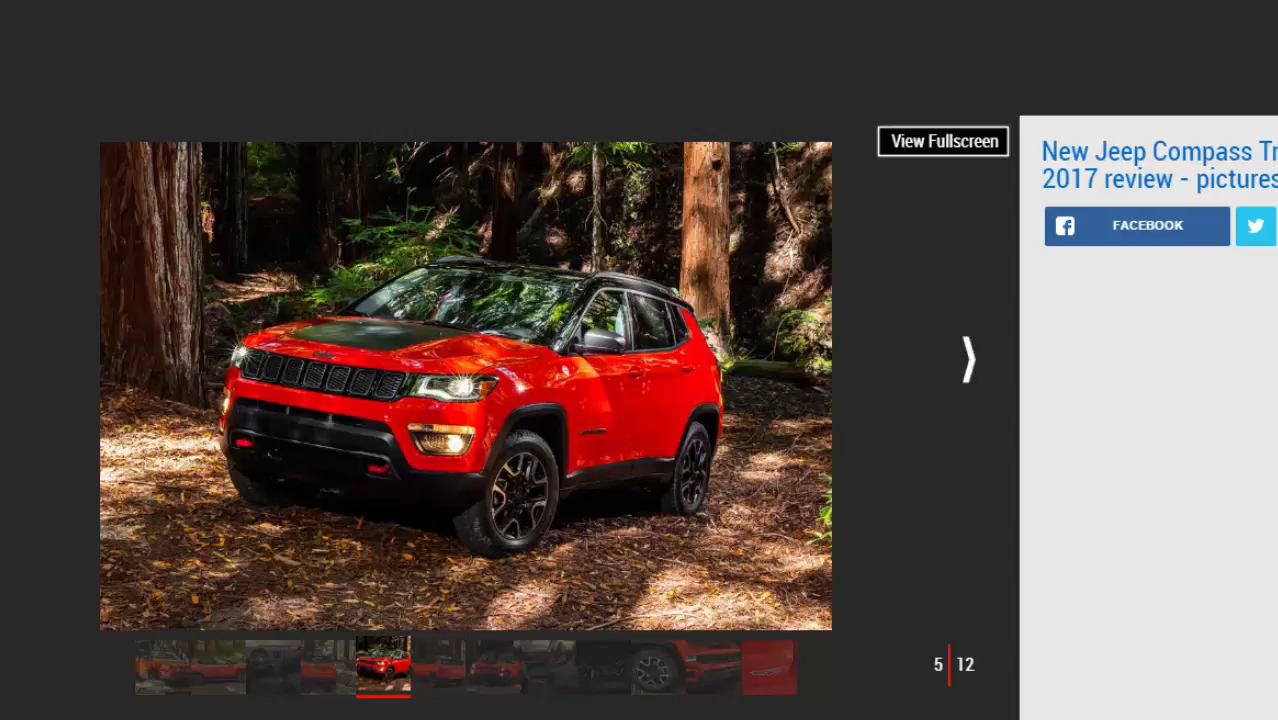 View Fullscreen
New Jeep Compass Tr
2017 review - pictures
FACEBOOK
5 12